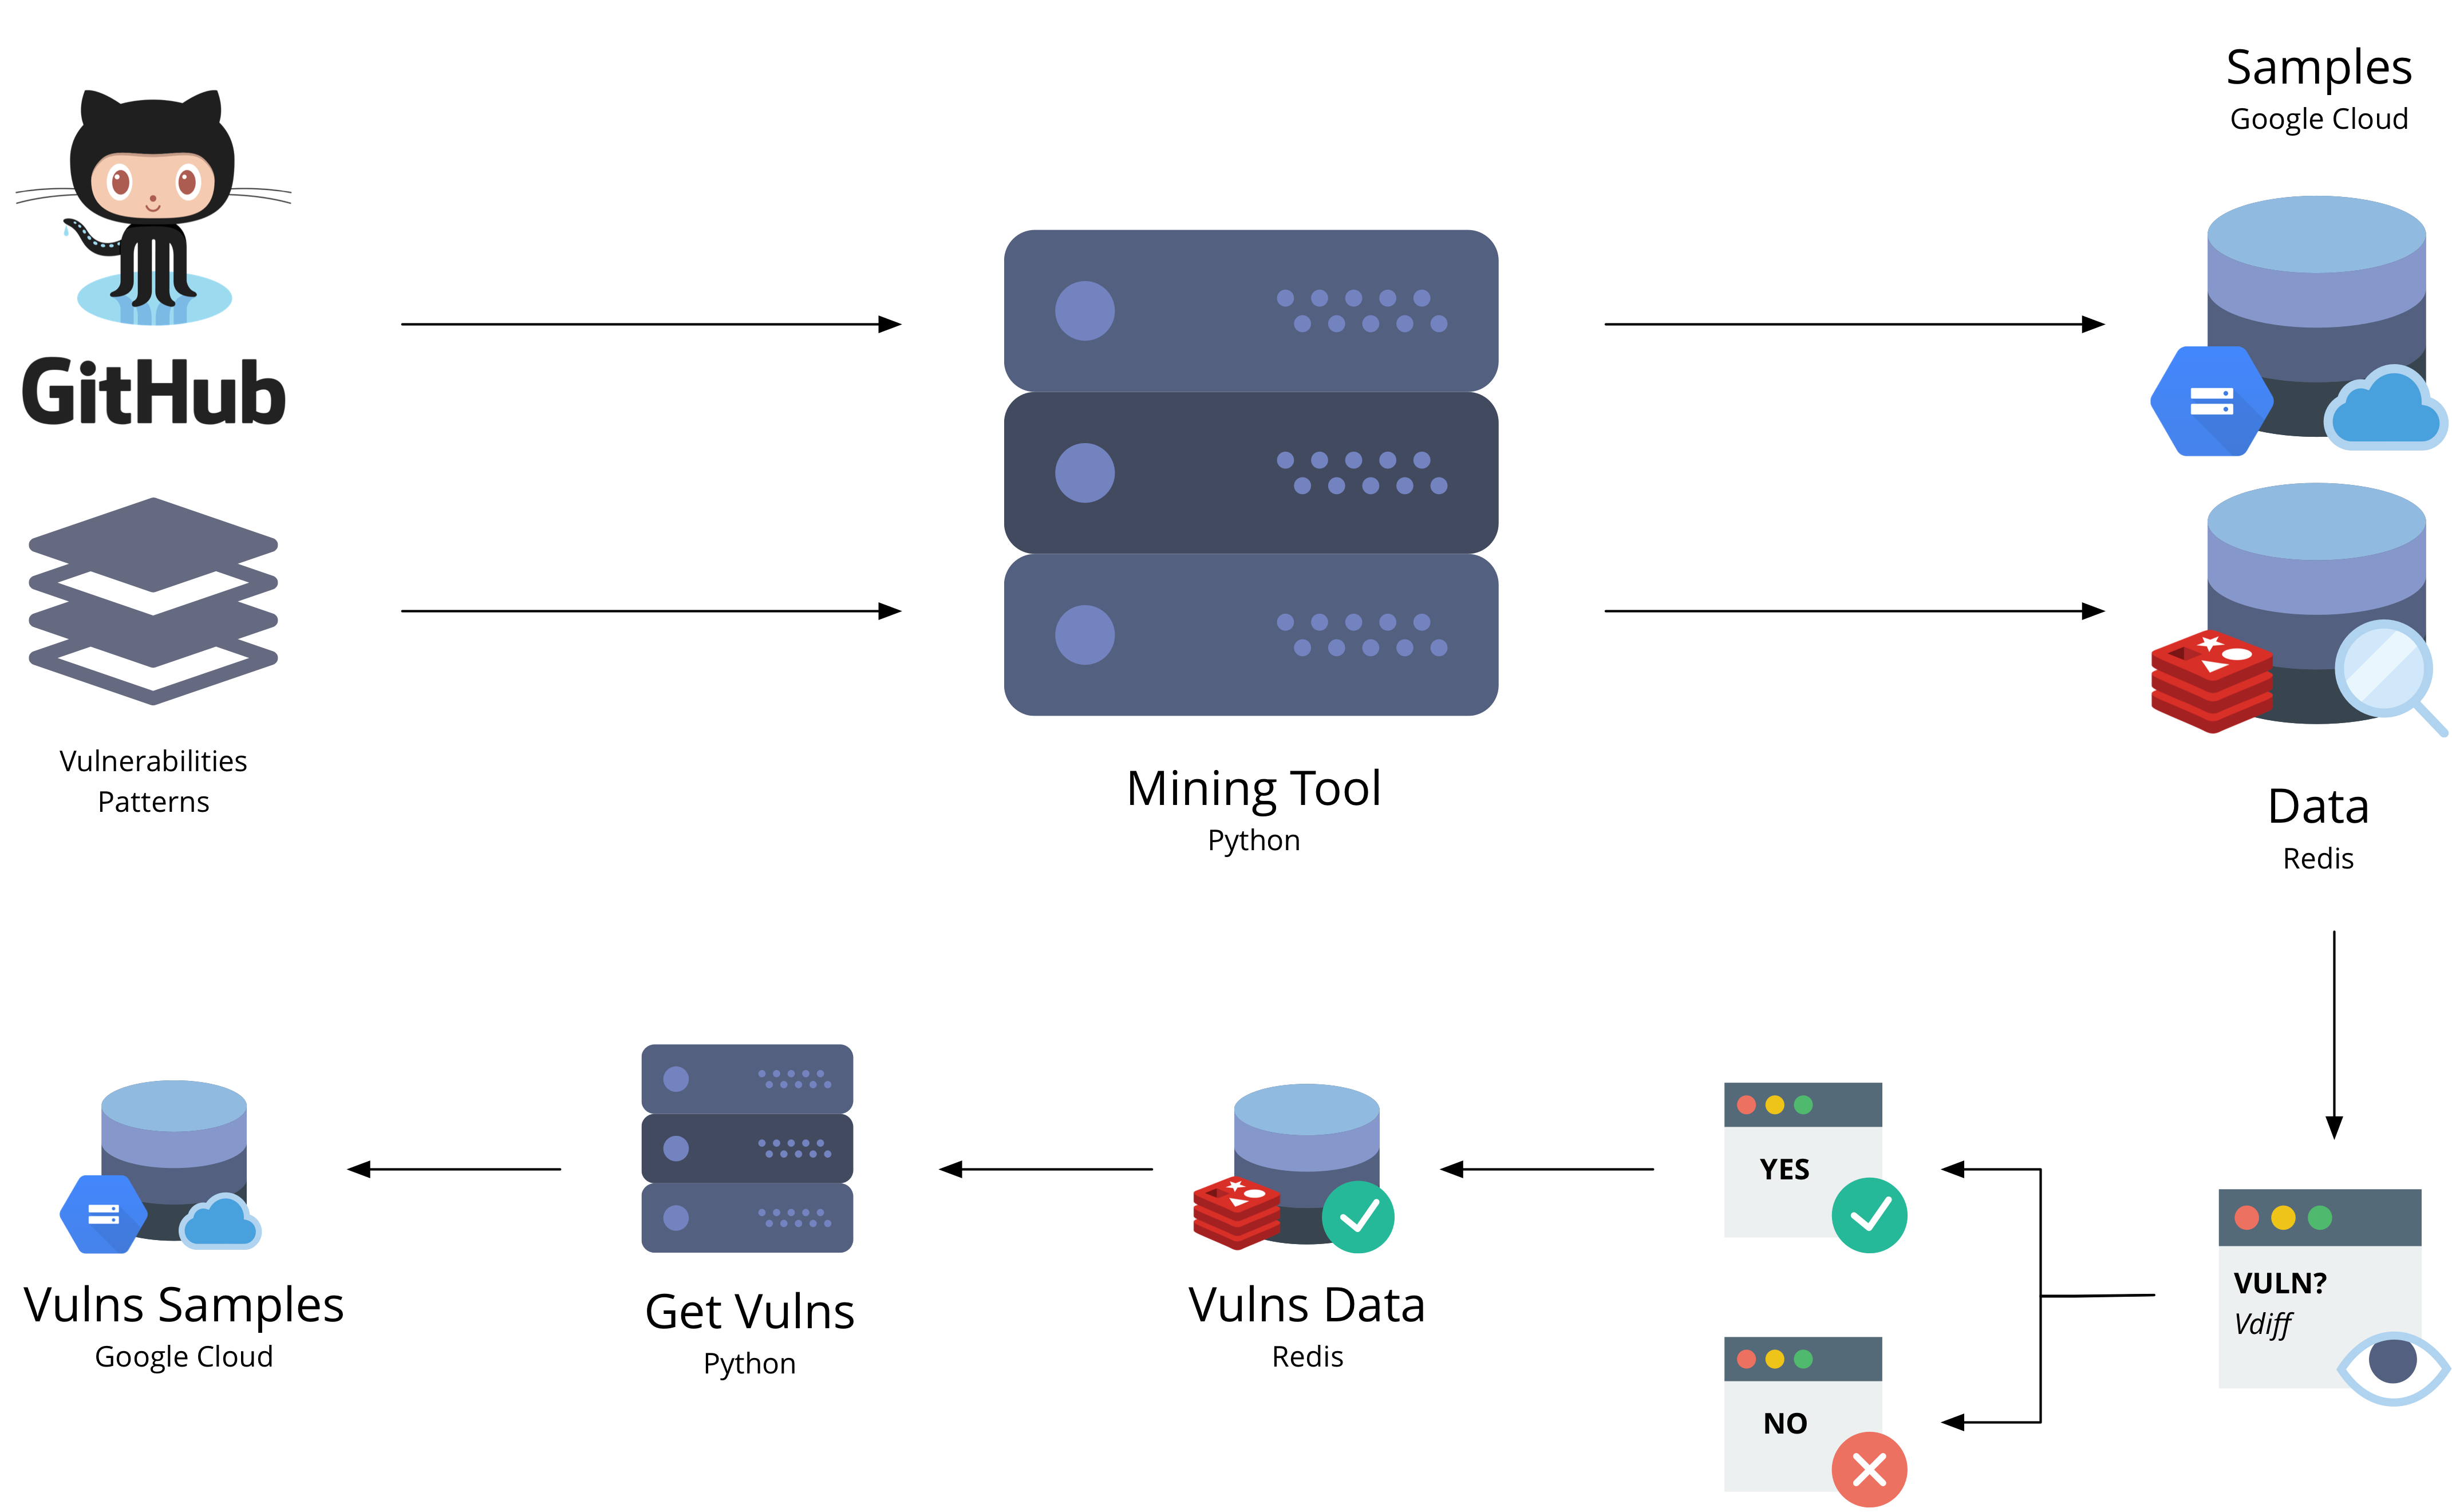 Samples
Google Cloud
GitHub
Vulnerabilities
Patterns
Mining Tool
Python
Data
Redis
Vulns Samples
Google Cloud
Get Vulns
Python
Vulns Data
Redis
YES
NO
VULN?
Vdiff